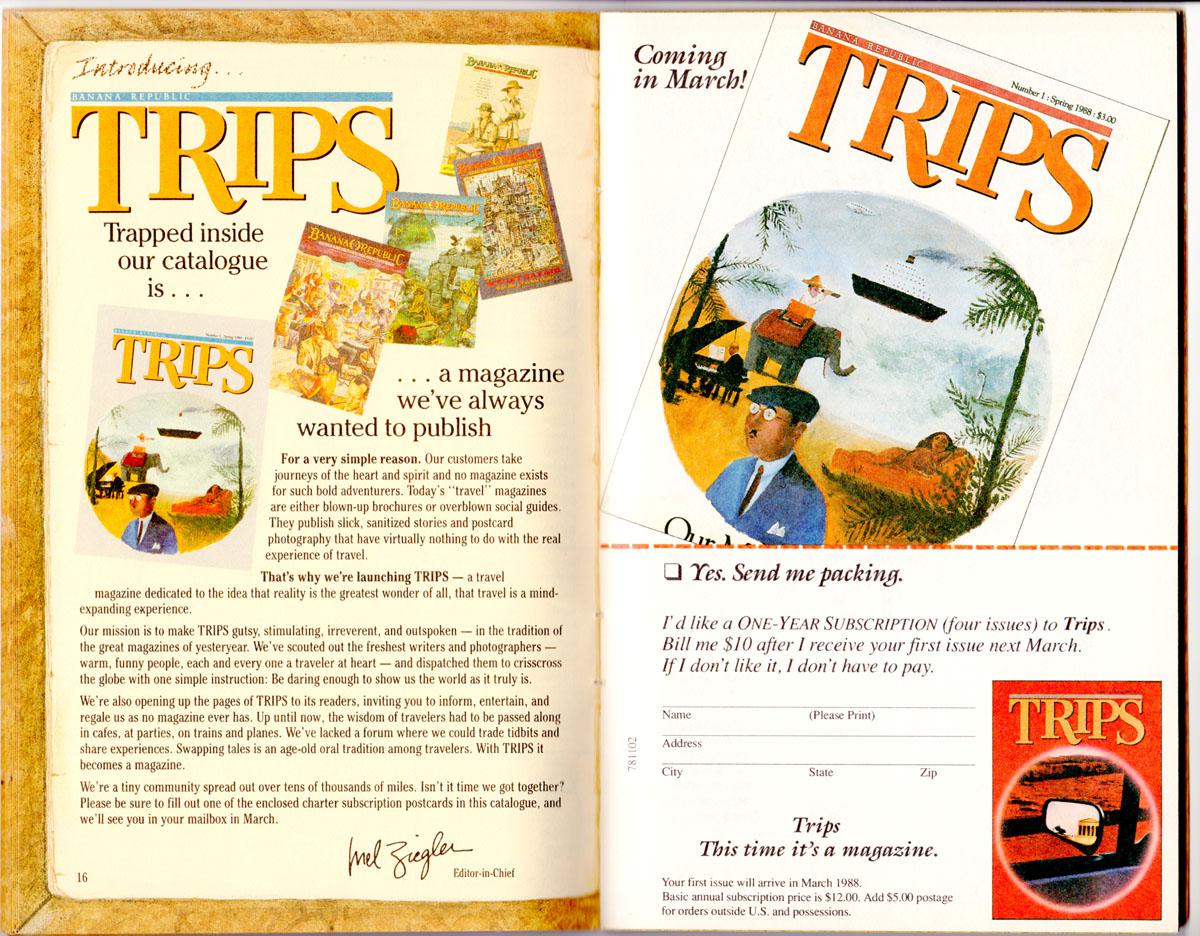 Introducing...
BANANA REPUBLIC
TRIPS
Trapped inside
our catalogue
is . . .
BANANA REPUBLIC
BANANA REPUBLIC
BANANA REPUBLIC
BANANA REPUBLIC
TRIPS
. . . a magazine
we've always
wanted to publish
For a very simple reason. Our customers take
journeys of the heart and spirit and no magazine exists
for such bold adventurers. Today's "travel" magazines
are either blown-up brochures or overblown social guides.
They publish slick, sanitized stories and postcard
photography that have virtually nothing to do with the real
experience of travel.
That's why we're launching TRIPS — a travel
magazine dedicated to the idea that reality is the greatest wonder of all, that travel is a mind-
expanding experience.
Our mission is to make TRIPS gutsy, stimulating, irreverent, and outspoken — in the tradition of
the great magazines of yesteryear. We've scouted out the freshest writers and photographers —
warm, funny people, each and every one a traveler at heart — and dispatched them to crisscross
the globe with one simple instruction: Be daring enough to show us the world as it truly is.
We're also opening up the pages of TRIPS to its readers, inviting you to inform, entertain, and
regale us as no magazine ever has. Up until now, the wisdom of travelers had to be passed along
in cafes, at parties, on trains and planes. We've lacked a forum where we could trade tidbits and
share experiences. Swapping tales is an age-old oral tradition among travelers. With TRIPS it
becomes a magazine.
We're a tiny community spread out over tens of thousands of miles. Isn't it time we got together?
Please be sure to fill out one of the enclosed charter subscription postcards in this catalogue, and
we'll see you in your mailbox in March.
Mel Ziegler
Editor-in-Chief
16
Coming
in March!
BANANA REPUBLIC
Number 1 : Spring 1988 : $3.00
TRIPS
Our
Yes. Send me packing.
I'd like a ONE-YEAR SUBSCRIPTION (four issues) to Trips.
Bill me $10 after I receive your first issue next March.
If I don't like it, I don't have to pay.
Name (Please Print)
Address
City State Zip
781102
TRIPS
Trips
This time it's a magazine.
Your first issue will arrive in March 1988.
Basic annual subscription price is $12.00. Add $5.00 postage
for orders outside U.S. and possessions.